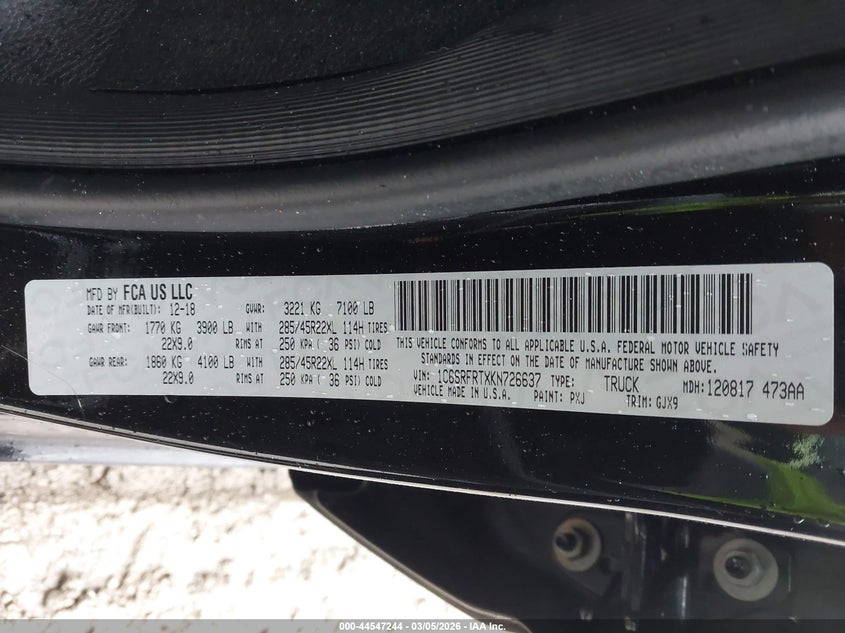 MFD BY FCA US LLC
DATE OF MFR(BUILT): 12-18 GVWR: 3221 KG 7100 LB
GAWR FRONT: 1770 KG 3900 LB WITH 285/45R22XL 114H TIRES
22X9.0 RIMS AT 250 KPA ( 36 PSI) COLD
GAWR REAR: 1860 KG 4100 LB WITH 285/45R22XL 114H TIRES
22X9.0 RIMS AT 250 KPA ( 36 PSI) COLD
THIS VEHICLE CONFORMS TO ALL APPLICABLE U.S.A. FEDERAL MOTOR VEHICLE SAFETY
STANDARDS IN EFFECT ON THE DATE OF MANUFACTURE SHOWN ABOVE.
VIN: 1C6SRFRTXKN726637 TYPE: TRUCK MDH:120817 473AA
VEHICLE MADE IN U.S.A. PAINT: PXJ TRIM: GJX9
000-44547244 - 03/05/2026 - IAA Inc.